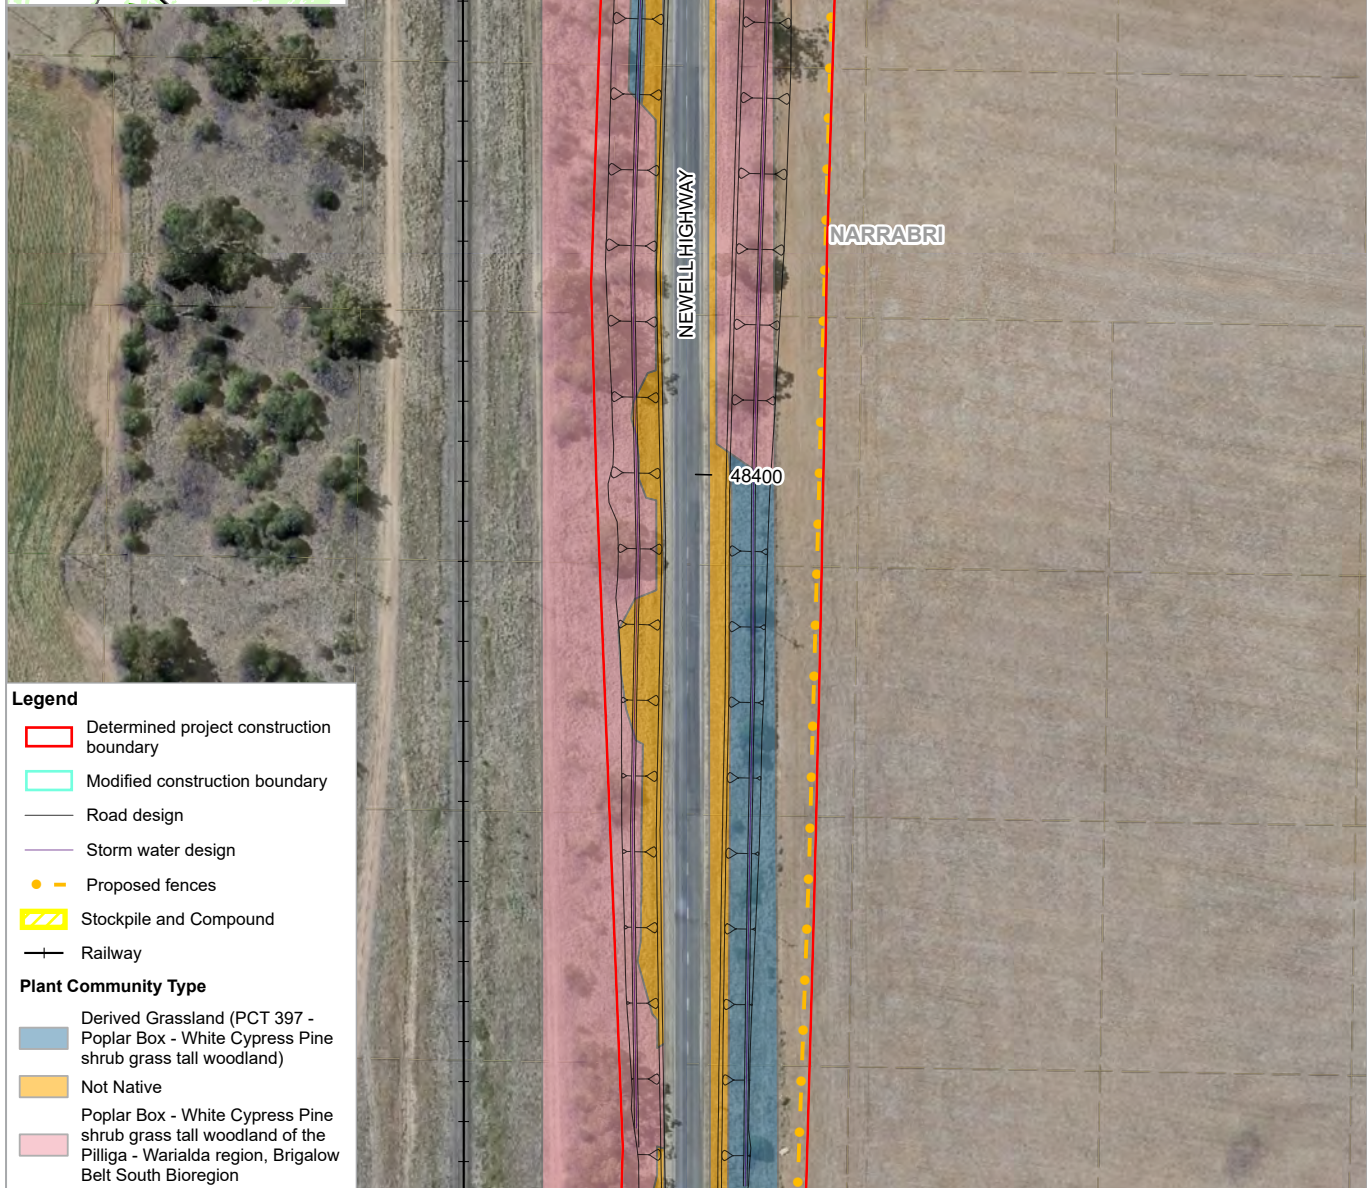 NEWELL HIGHWAY
NARRABRI
48400
Legend
Determined project construction
boundary
Modified construction boundary
Road design
Storm water design
Proposed fences
Stockpile and Compound
Railway
Plant Community Type
Derived Grassland (PCT 397 -
Poplar Box - White Cypress Pine
shrub grass tall woodland)
Not Native
Poplar Box - White Cypress Pine
shrub grass tall woodland of the
Pilliga - Warialda region, Brigalow
Belt South Bioregion